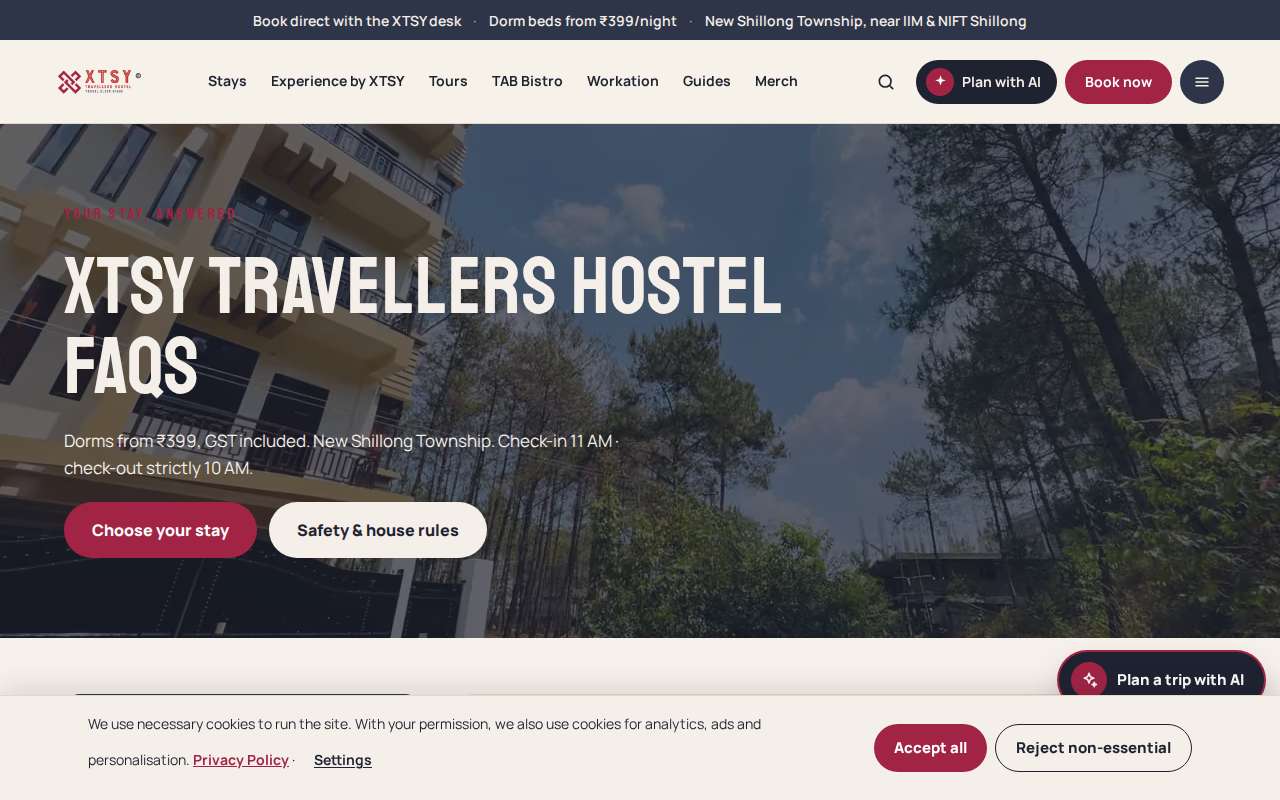 Book direct with the XTSY desk · Dorm beds from ₹399/night · New Shillong Township, near IIM & NIFT Shillong
XTSY
TRAVELLERS HOSTEL
Stays Experience by XTSY Tours TAB Bistro Workation Guides Merch Plan with AI Book now
YOUR STAY, ANSWERED
XTSY TRAVELLERS HOSTEL
FAQS
Dorms from ₹399, GST included. New Shillong Township. Check-in 11 AM ·
check-out strictly 10 AM.
Choose your stay Safety & house rules
Plan a trip with AI
We use necessary cookies to run the site. With your permission, we also use cookies for analytics, ads and
personalisation. Privacy Policy · Settings
Accept all Reject non-essential